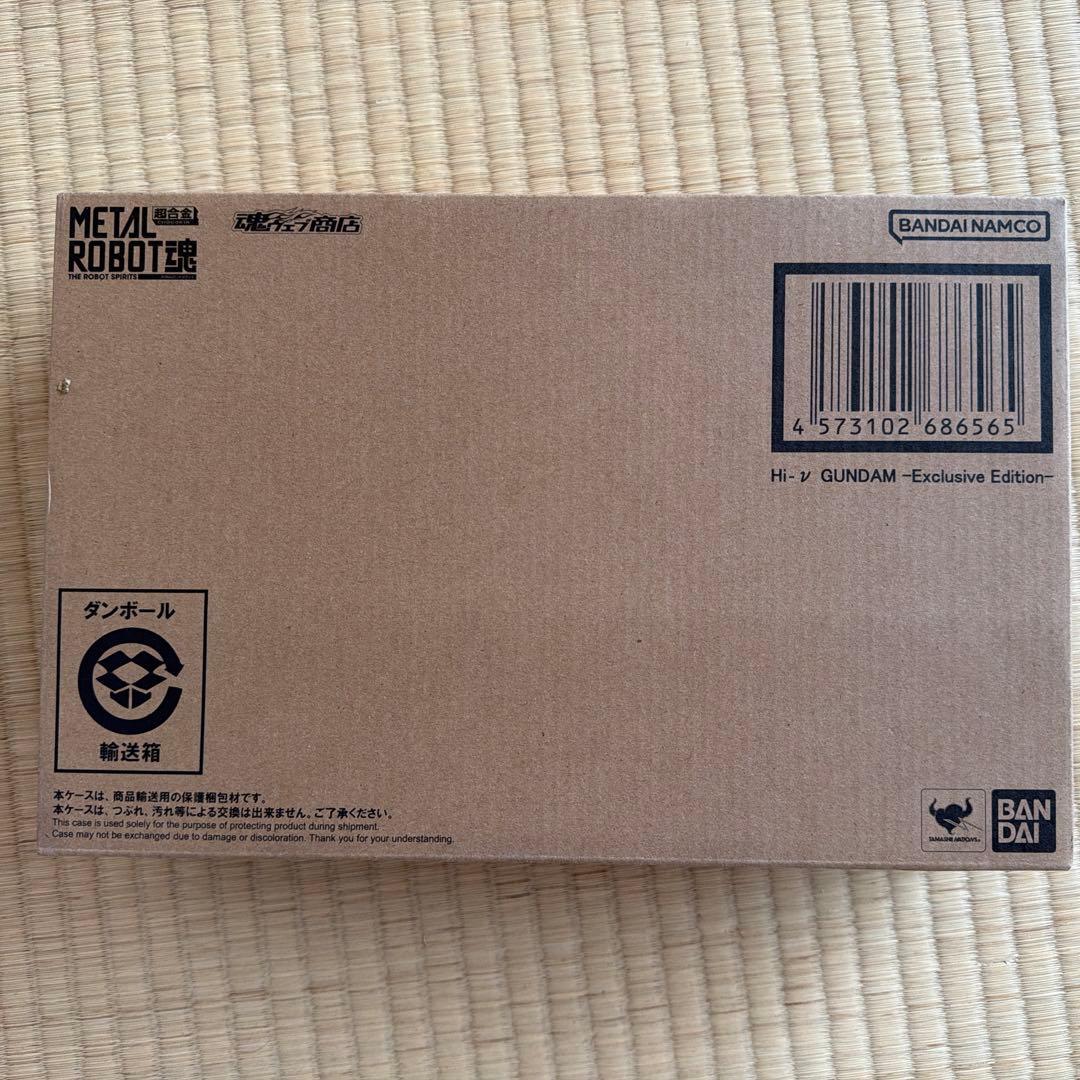 METAL 超合金
ROBOT魂
THE ROBOT SPIRITS
魂ウェブ商店
BANDAI NAMCO
4 573102 686565
Hi-ν GUNDAM -Exclusive Edition-
ダンボール
輸送箱
本ケースは、商品輸送用の保護梱包材です。
本ケースは、つぶれ、汚れ等による交換は出来ません。ご了承ください。
This case is used solely for the purpose of protecting product during shipment.
Case may not be exchanged due to damage or discoloration. Thank you for your understanding.
TAMASHII NATIONS
BAN
DAI